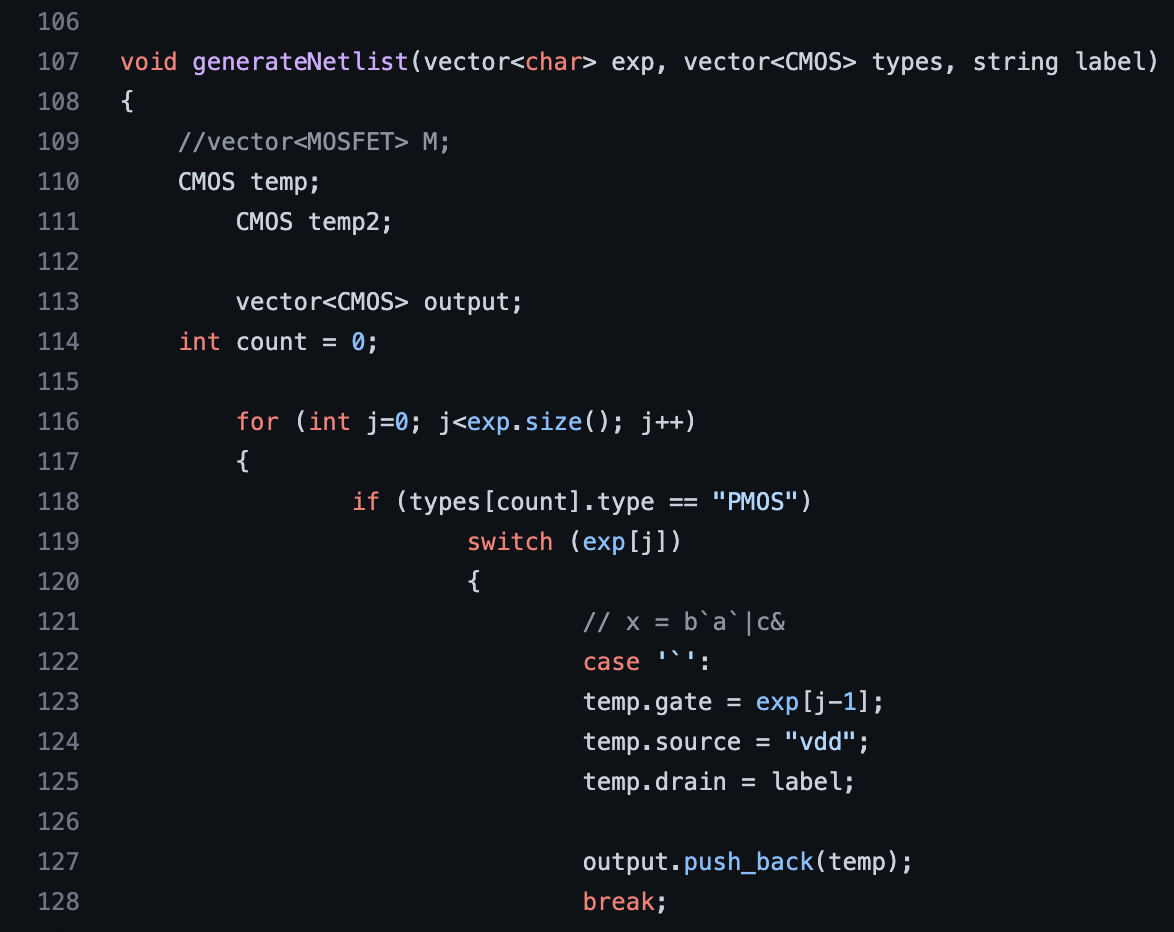 106
107 void generateNetlist(vector<char> exp, vector<CMOS> types, string label)
108 {
109 //vector<MOSFET> M;
110 CMOS temp;
111 CMOS temp2;
112
113 vector<CMOS> output;
114 int count = 0;
115
116 for (int j=0; j<exp.size(); j++)
117 {
118 if (types[count].type == "PMOS")
119 switch (exp[j])
120 {
121 // x = b`a`|c&
122 case '`':
123 temp.gate = exp[j-1];
124 temp.source = "vdd";
125 temp.drain = label;
126
127 output.push_back(temp);
128 break;